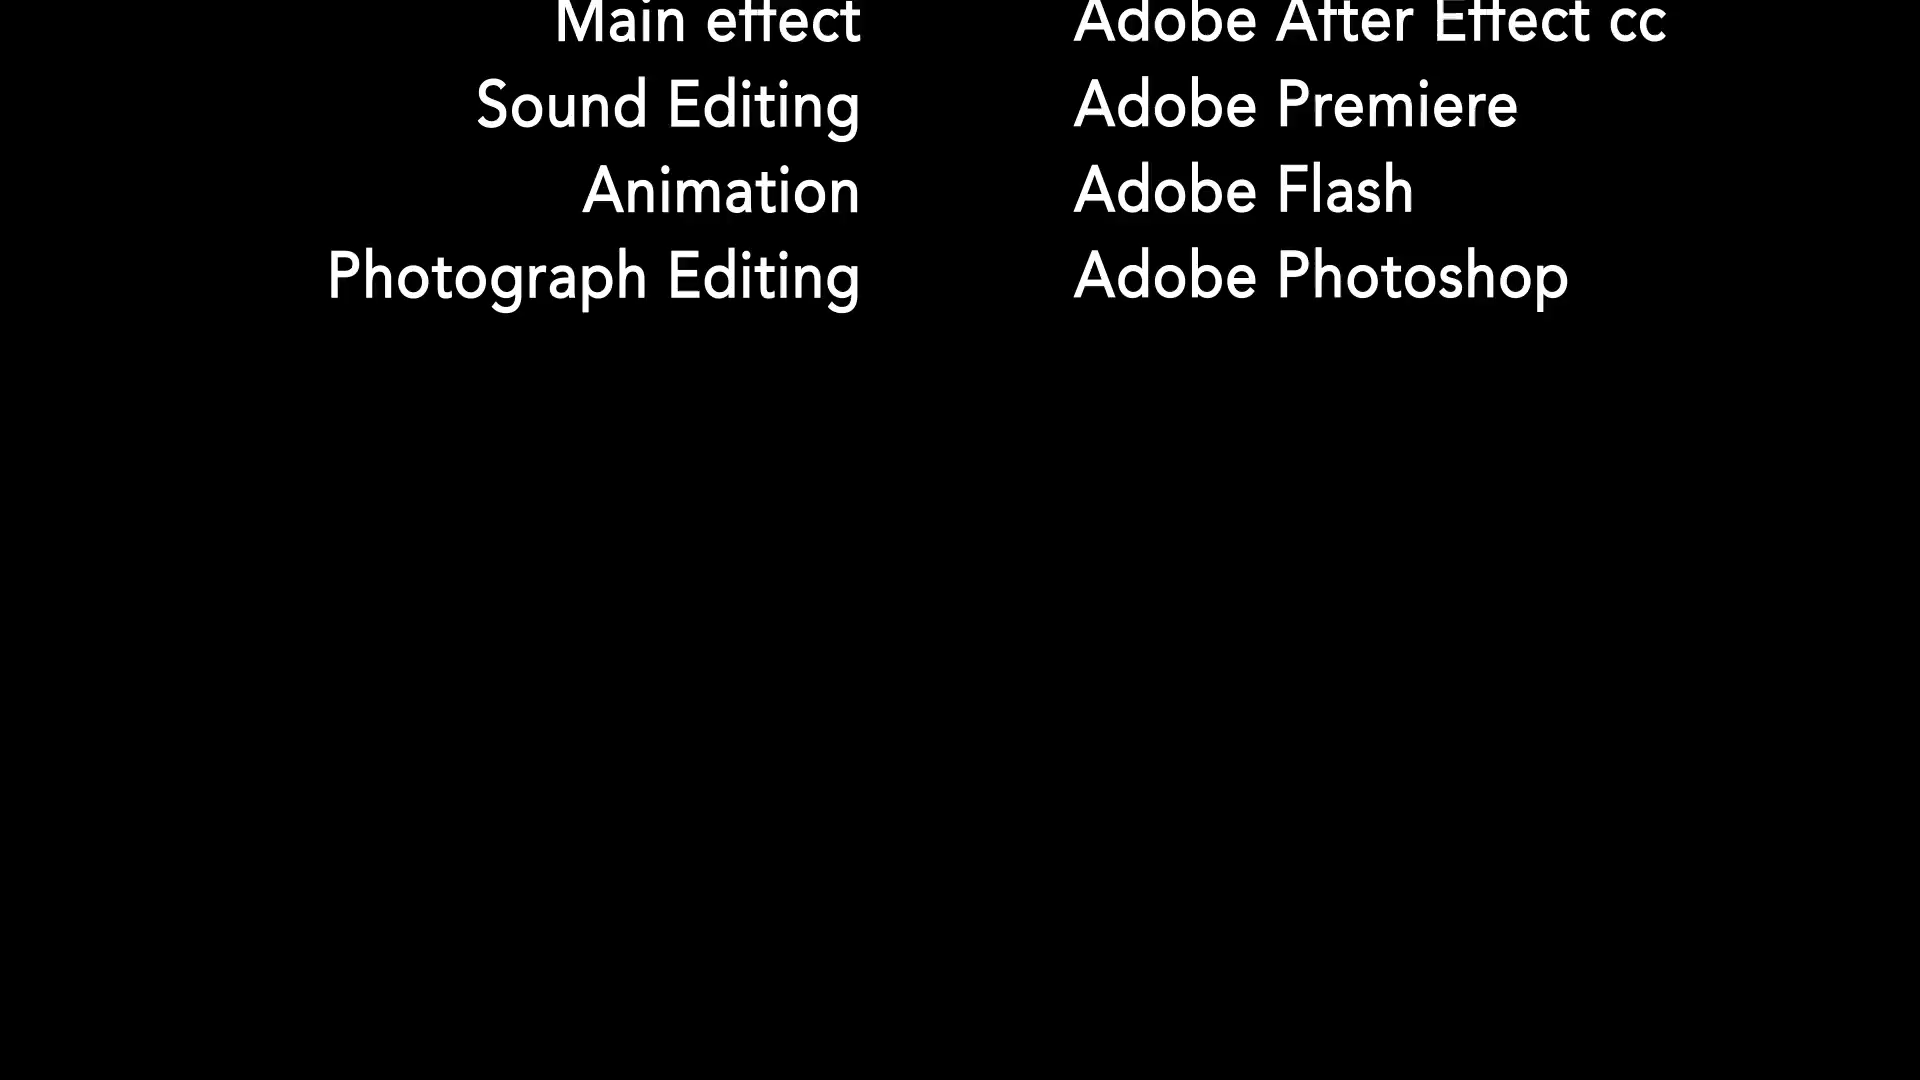 Main effect Adobe After Effect cc
Sound Editing Adobe Premiere
Animation Adobe Flash
Photograph Editing Adobe Photoshop